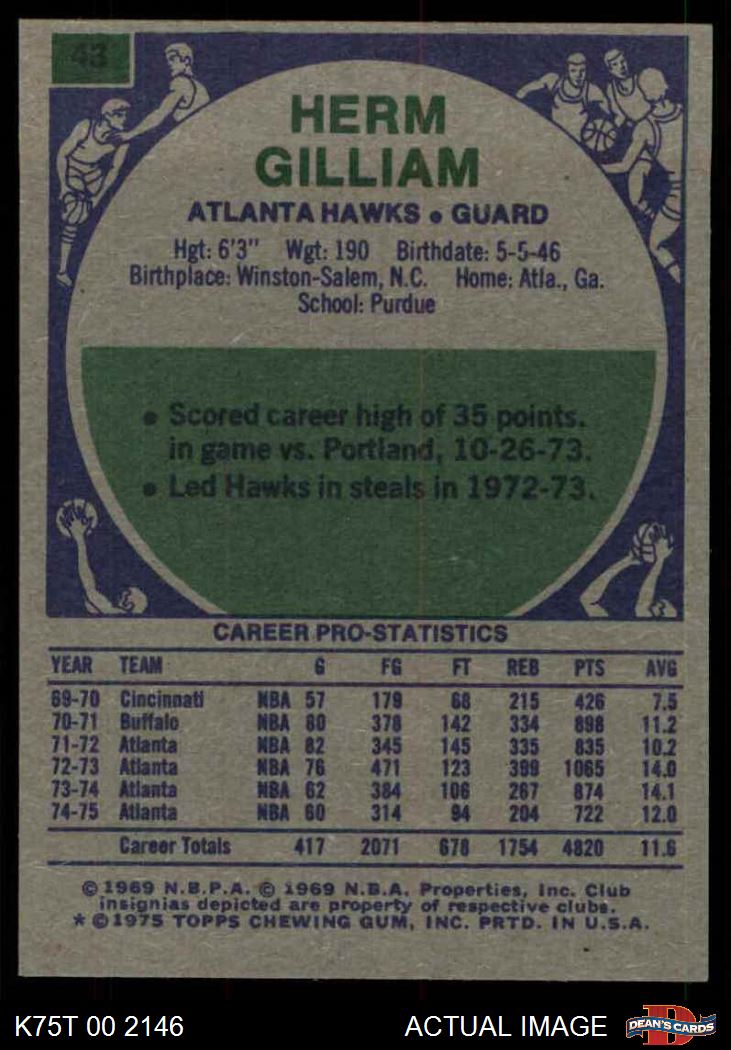 43
HERM
GILLIAM
ATLANTA HAWKS • GUARD
Hgt: 6'3" Wgt: 190 Birthdate: 5-5-46
Birthplace: Winston-Salem, N.C. Home: Atla., Ga.
School: Purdue
• Scored career high of 35 points.
in game vs. Portland, 10-26-73.
• Led Hawks in steals in 1972-73.
CAREER PRO-STATISTICS
YEAR TEAM G FG FT REB PTS AVG
69-70 Cincinnati NBA 57 179 68 215 426 7.5
70-71 Buffalo NBA 80 378 142 334 898 11.2
71-72 Atlanta NBA 82 345 145 335 835 10.2
72-73 Atlanta NBA 76 471 123 399 1065 14.0
73-74 Atlanta NBA 62 384 106 267 874 14.1
74-75 Atlanta NBA 60 314 94 204 722 12.0
Career Totals 417 2071 678 1754 4820 11.6
© 1969 N.B.P.A. © 1969 N.B.A. Properties, Inc. Club
insignias depicted are property of respective clubs.
* © 1975 TOPPS CHEWING GUM, INC. PRTD. IN U.S.A.
K75T 00 2146 ACTUAL IMAGE D DEAN'S CARDS